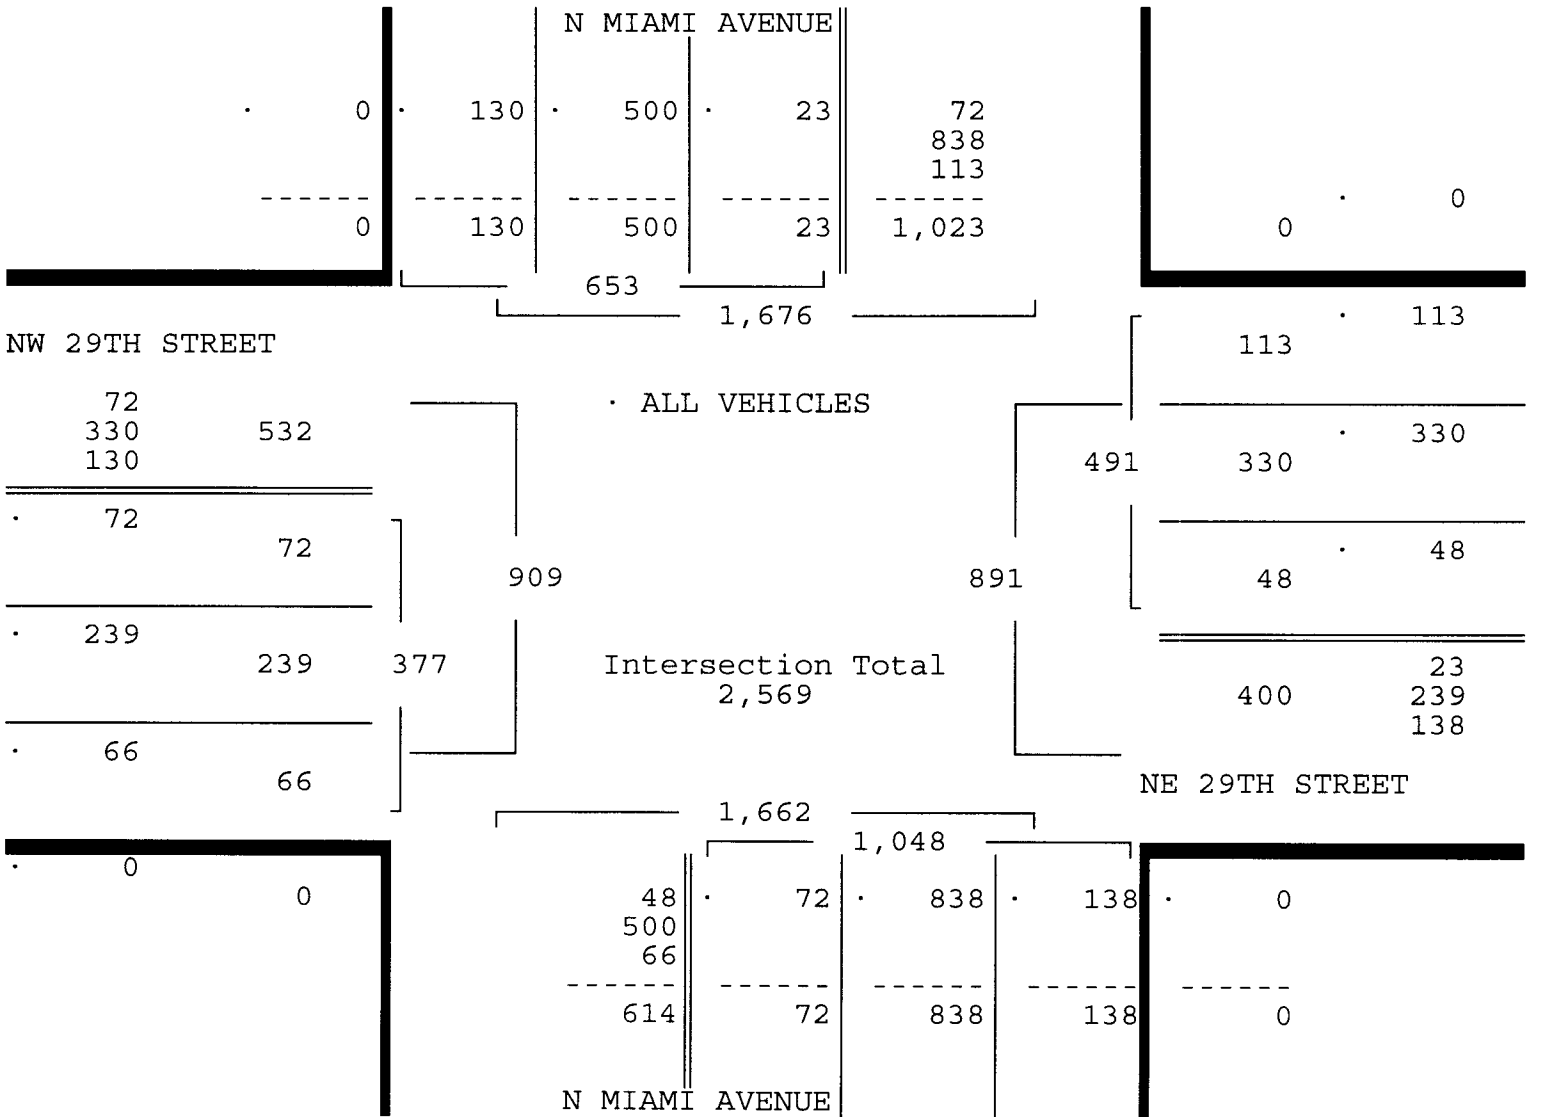 N MIAMI AVENUE
· 0 · 130 · 500 · 23 72
838
113
------ ------ ------ ------ ------ · 0
0 130 500 23 1,023 0
653
1,676 · 113
NW 29TH STREET 113
72 · ALL VEHICLES
330 532 · 330
130 491 330
· 72
72 · 48
909 891 48
· 239
239 377 Intersection Total 23
2,569 400 239
138
· 66
66 NE 29TH STREET
1,662
1,048
· 0
0 48 · 72 · 838 · 138 · 0
500
66
------ ------ ------ ------ ------
614 72 838 138 0
N MIAMI AVENUE